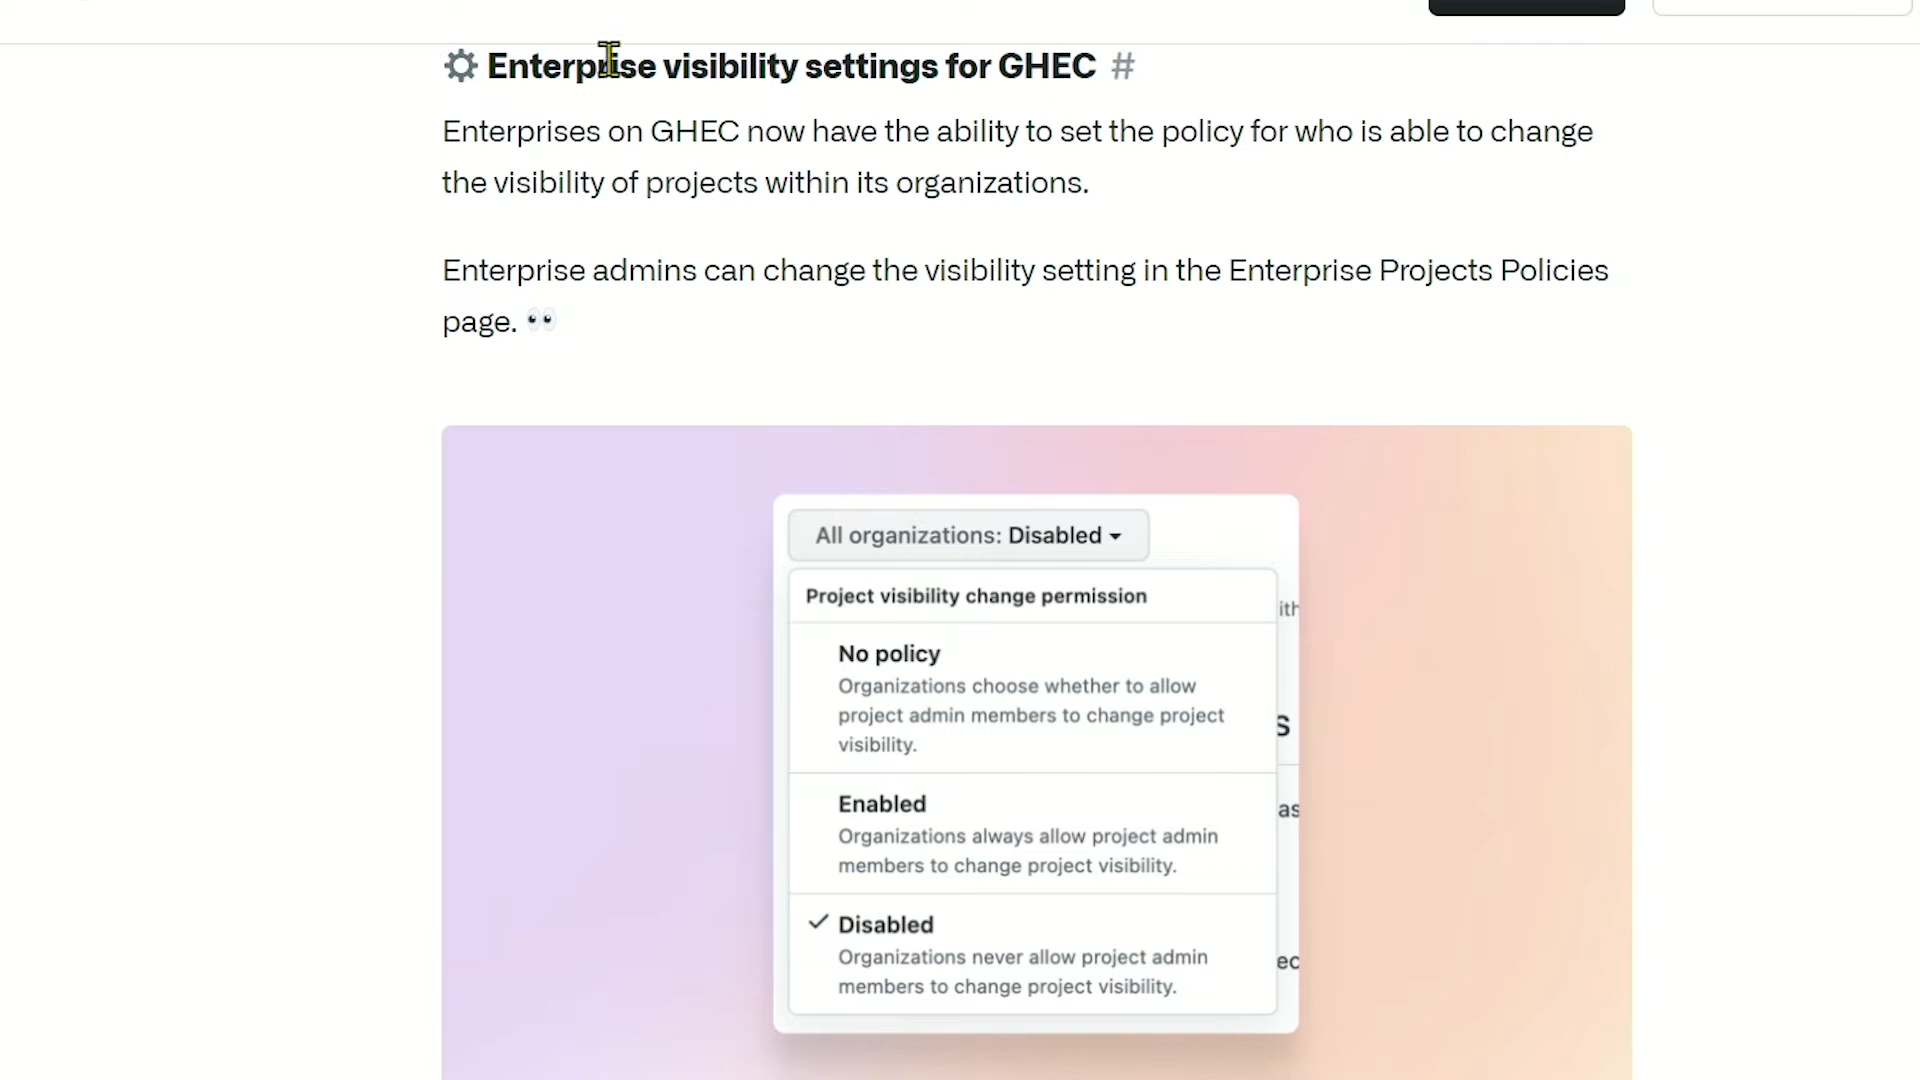 Enterprise visibility settings for GHEC #
Enterprises on GHEC now have the ability to set the policy for who is able to change
the visibility of projects within its organizations.
Enterprise admins can change the visibility setting in the Enterprise Projects Policies
page. 👀
All organizations: Disabled
Project visibility change permission
ith
No policy
Organizations choose whether to allow
project admin members to change project
visibility.
s
Enabled
as
Organizations always allow project admin
members to change project visibility.
Disabled
Organizations never allow project admin
ec
members to change project visibility.